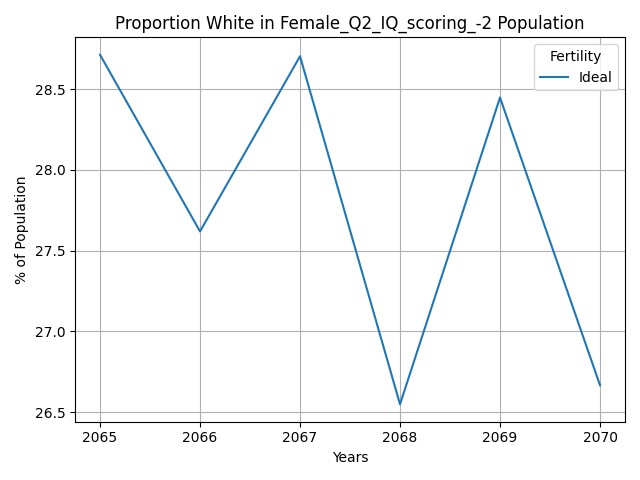 Proportion White in Female_Q2_IQ_scoring_-2 Population
Fertility
Ideal
28.5
28.0
27.5
27.0
26.5
% of Population
2065 2066 2067 2068 2069 2070
Years